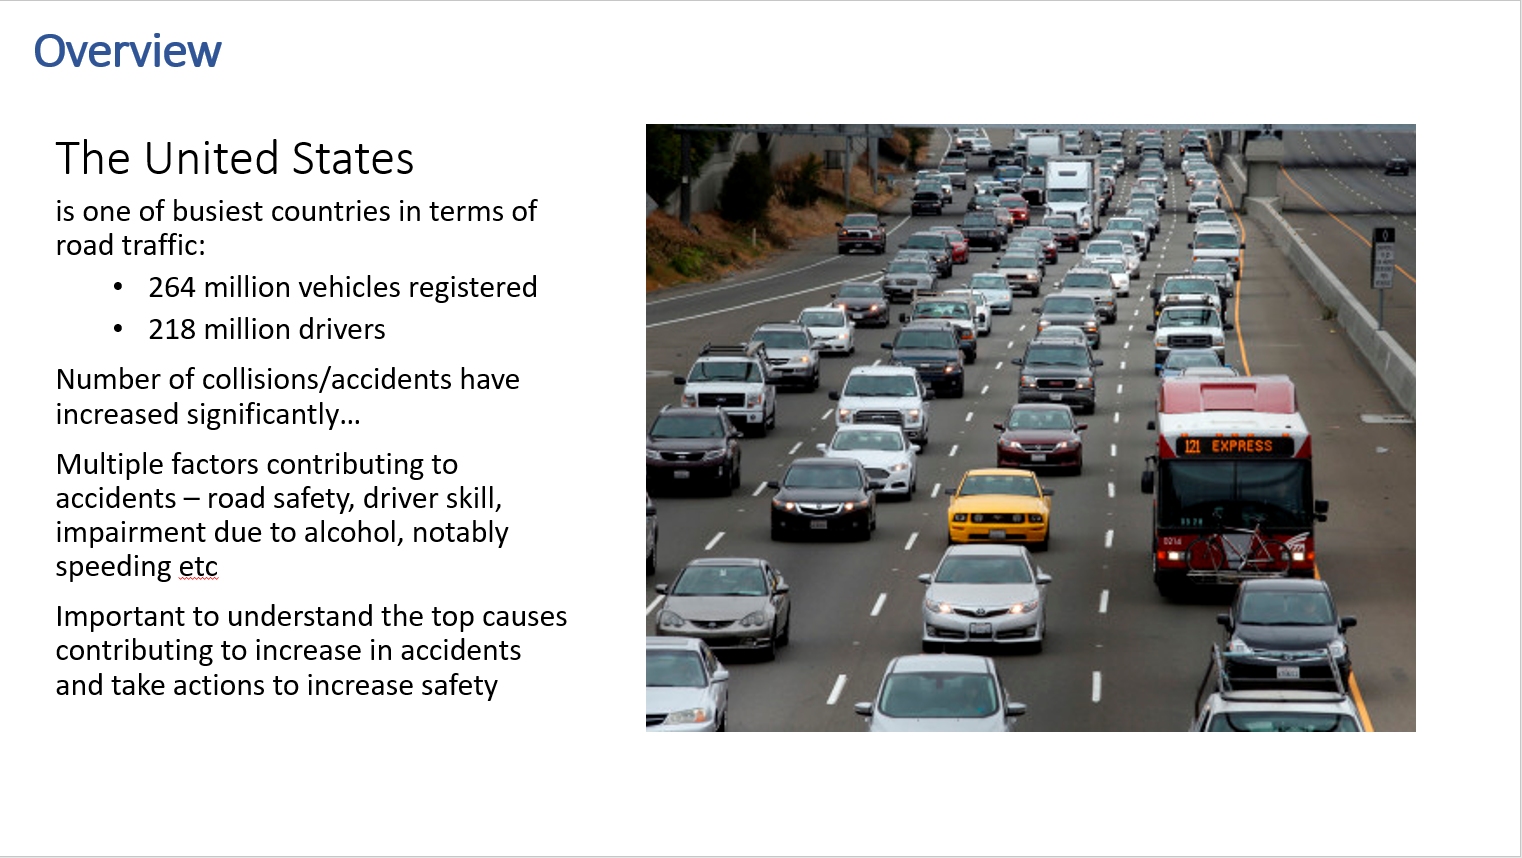 Overview
The United States
is one of busiest countries in terms of
road traffic:
• 264 million vehicles registered
• 218 million drivers
Number of collisions/accidents have
increased significantly...
Multiple factors contributing to
accidents – road safety, driver skill,
impairment due to alcohol, notably
speeding etc
Important to understand the top causes
contributing to increase in accidents
and take actions to increase safety
121 EXPRESS